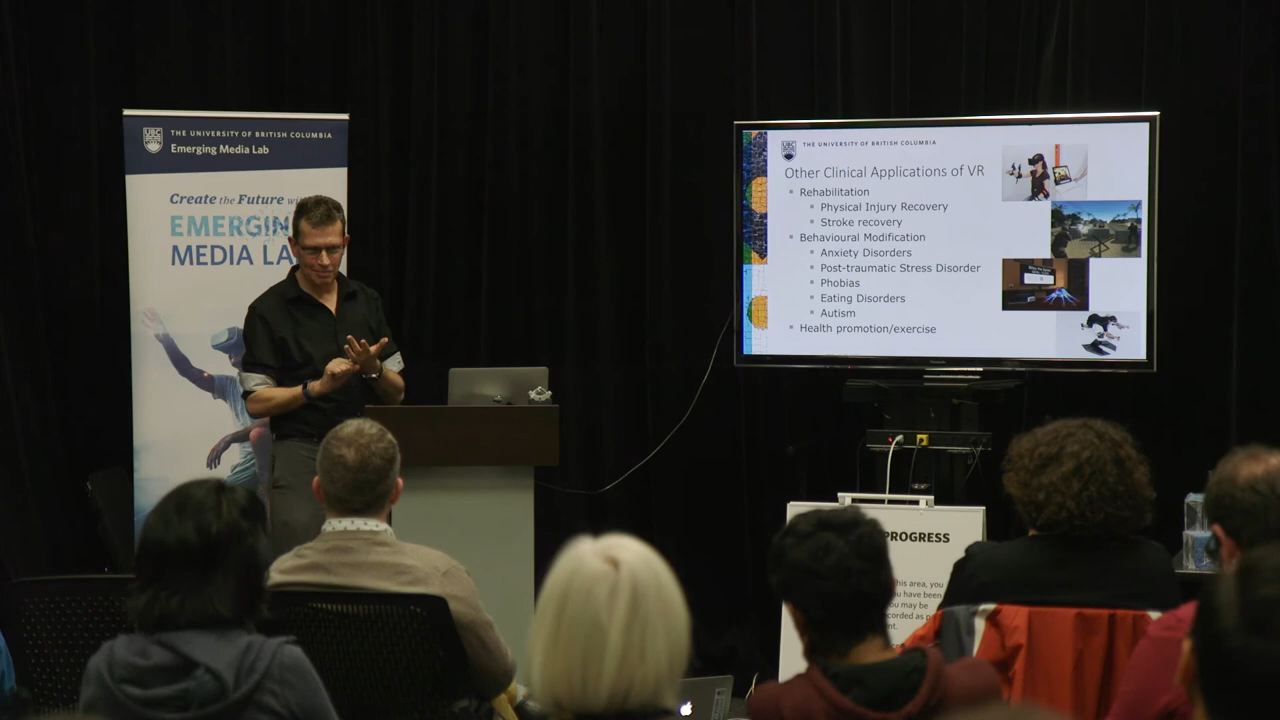 THE UNIVERSITY OF BRITISH COLUMBIA
Emerging Media Lab
Create the Future
EMERGIN
MEDIA LA
UBC
THE UNIVERSITY OF BRITISH COLUMBIA
Other Clinical Applications of VR
Rehabilitation
Physical Injury Recovery
Stroke recovery
Behavioural Modification
Anxiety Disorders
Post-traumatic Stress Disorder
Phobias
Eating Disorders
Autism
Health promotion/exercise
PROGRESS
this area, you
have been
may be
as